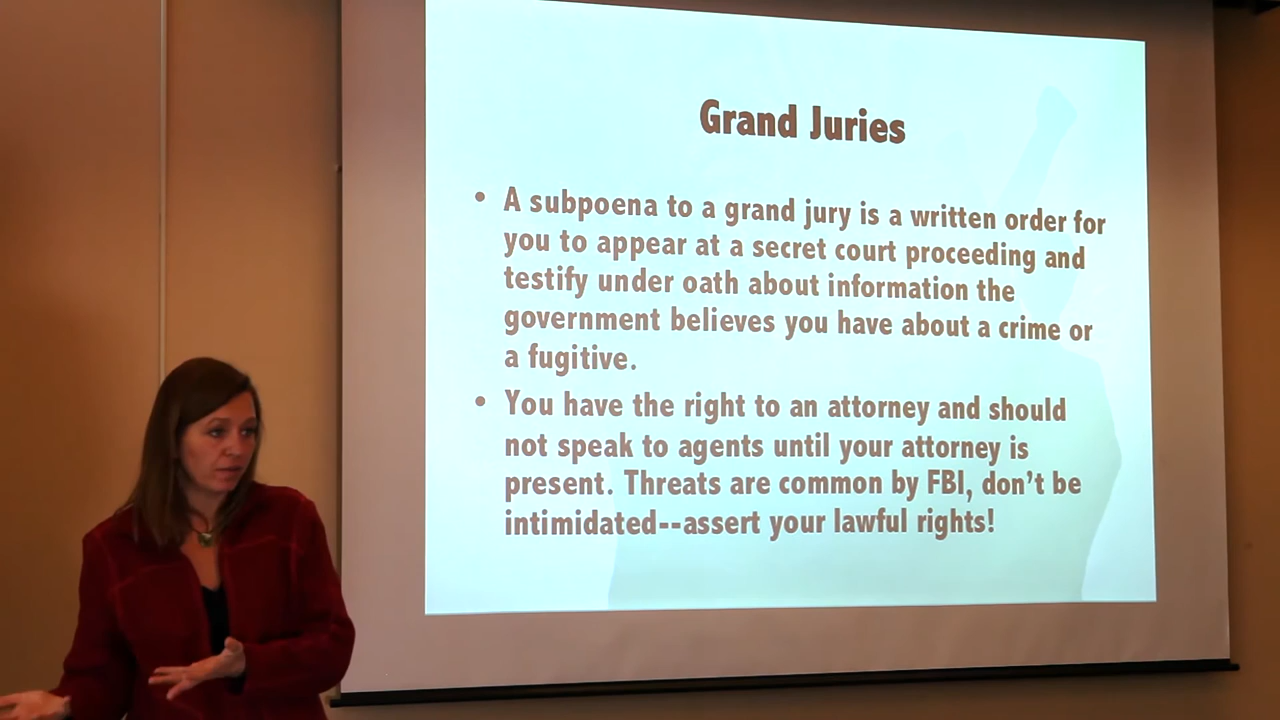 Grand Juries
• A subpoena to a grand jury is a written order for
you to appear at a secret court proceeding and
testify under oath about information the
government believes you have about a crime or
a fugitive.
• You have the right to an attorney and should
not speak to agents until your attorney is
present. Threats are common by FBI, don’t be
intimidated--assert your lawful rights!